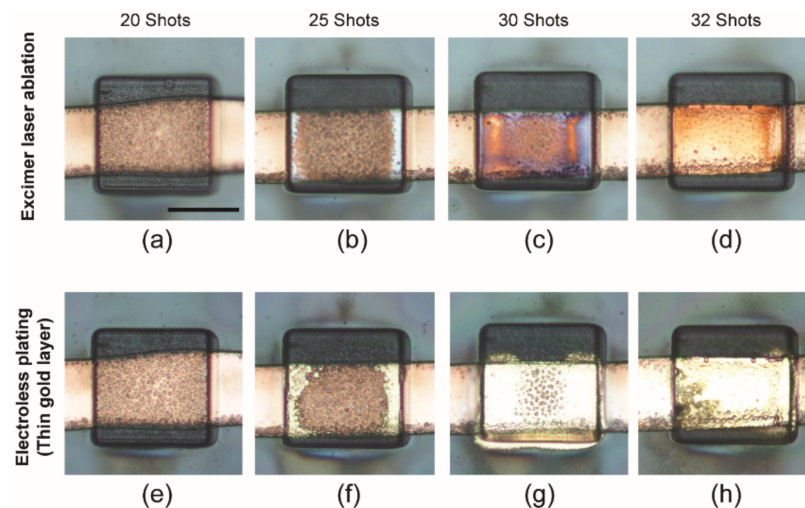 20 Shots
25 Shots
30 Shots
32 Shots
Excimer laser ablation
(a)
(b)
(c)
(d)
Electroless plating
(Thin gold layer)
(e)
(f)
(g)
(h)